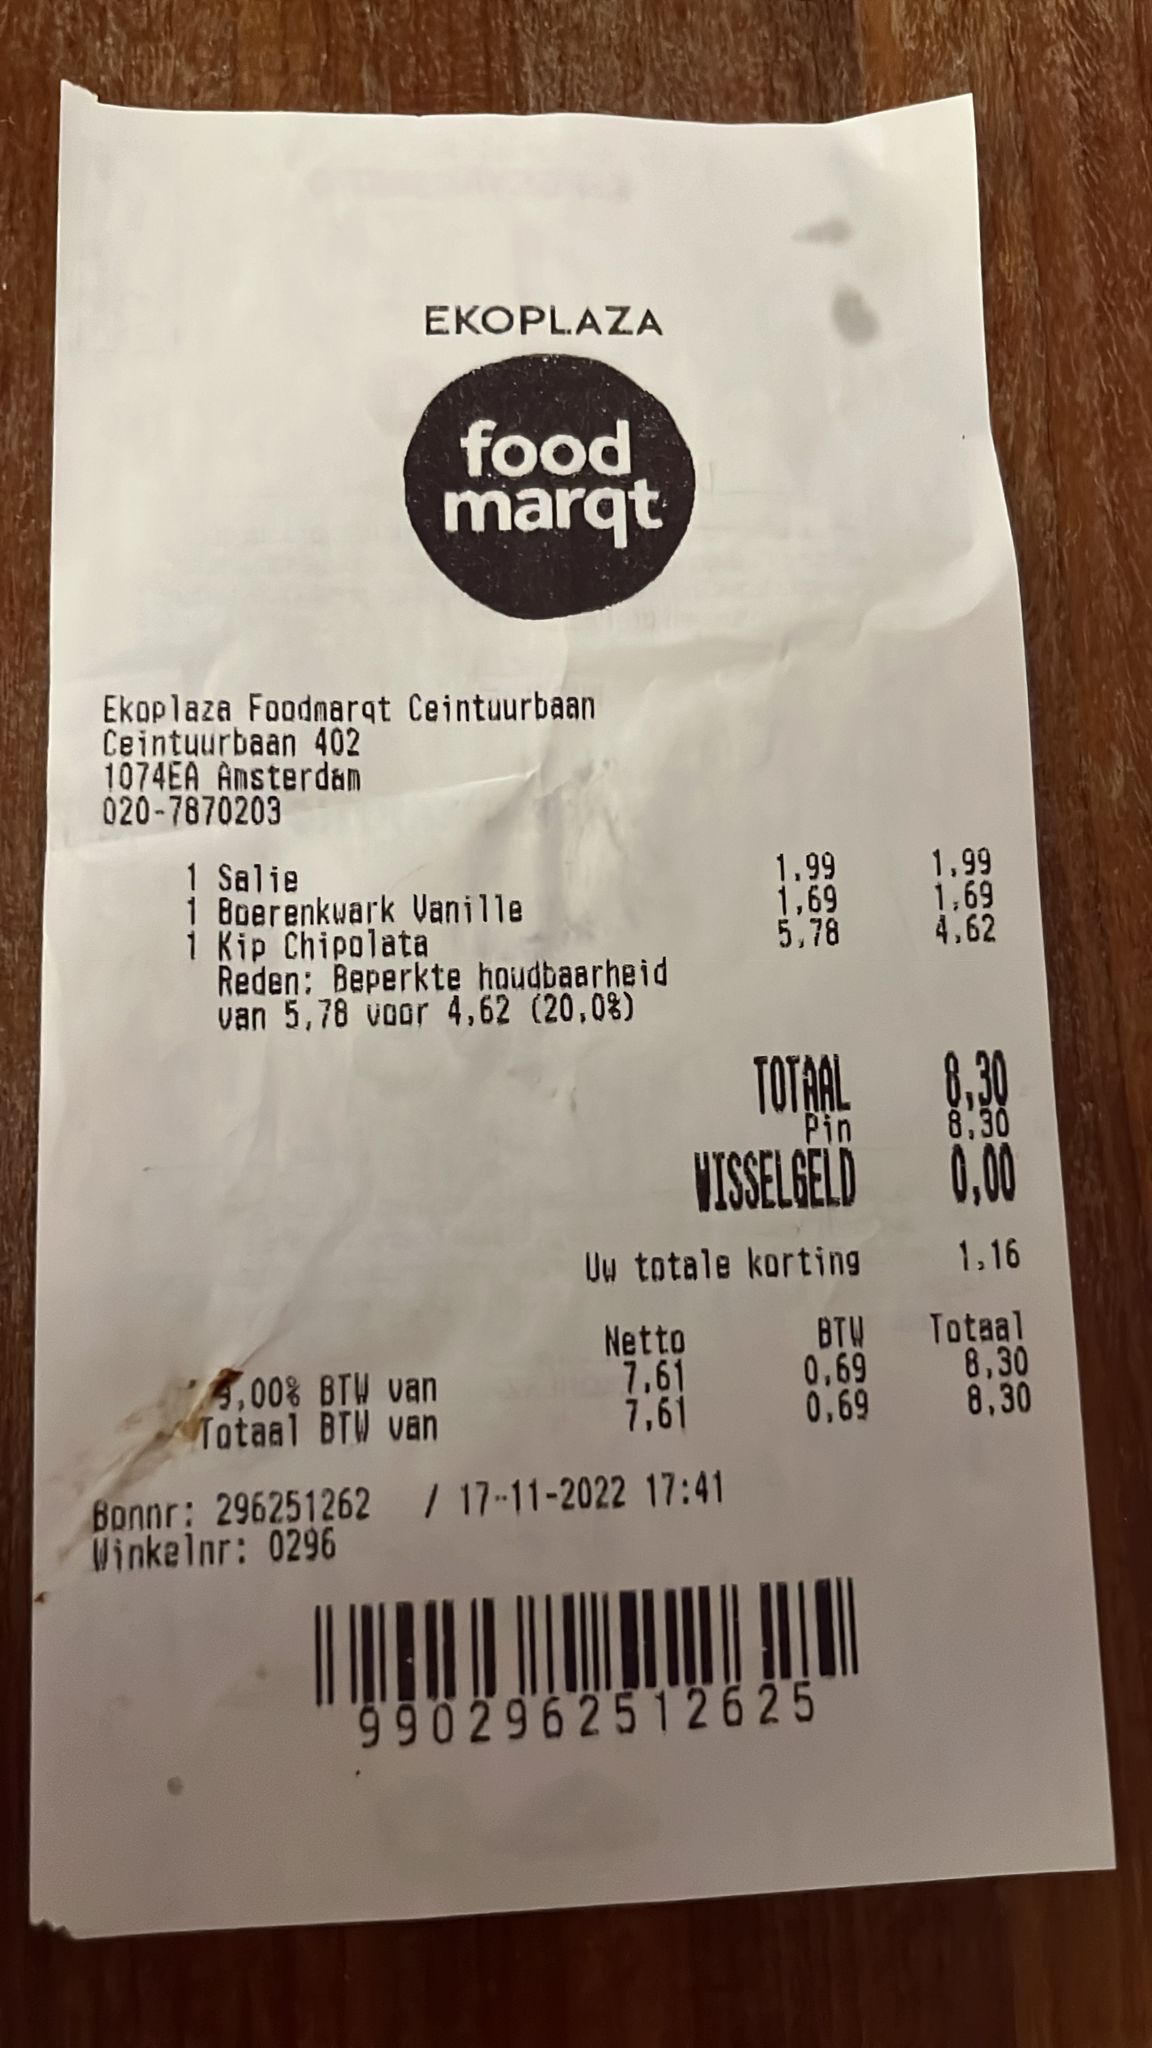 EKOPLAZA
food
marqt
Ekoplaza Foodmarqt Ceintuurbaan
Ceintuurbaan 402
1074EA Amsterdam
020-7870203
1 Salie 1,99 1,99
1 Boerenkwark Vanille 1,69 1,69
1 Kip Chipolata 5,78 4,62
Reden: Beperkte houdbaarheid
van 5,78 voor 4,62 (20,0%)
TOTAAL 8,30
Pin 8,30
WISSELGELD 0,00
Uw totale korting 1,16
Netto BTW Totaal
9,00% BTW van 7,61 0,69 8,30
Totaal BTW van 7,61 0,69 8,30
Bonnr: 296251262 / 17-11-2022 17:41
Winkelnr: 0296
9902962512625